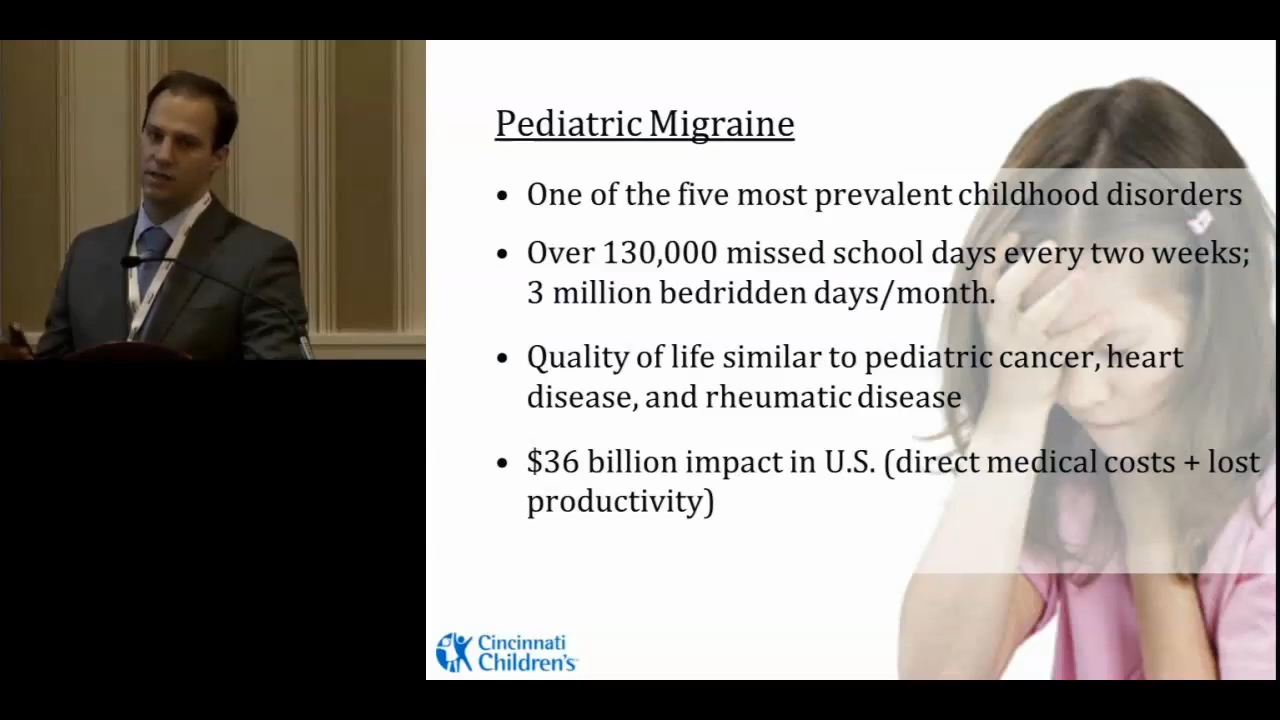 Pediatric Migraine
• One of the five most prevalent childhood disorders
• Over 130,000 missed school days every two weeks;
3 million bedridden days/month.
• Quality of life similar to pediatric cancer, heart
disease, and rheumatic disease
• $36 billion impact in U.S. (direct medical costs + lost
productivity)
Cincinnati
Children's